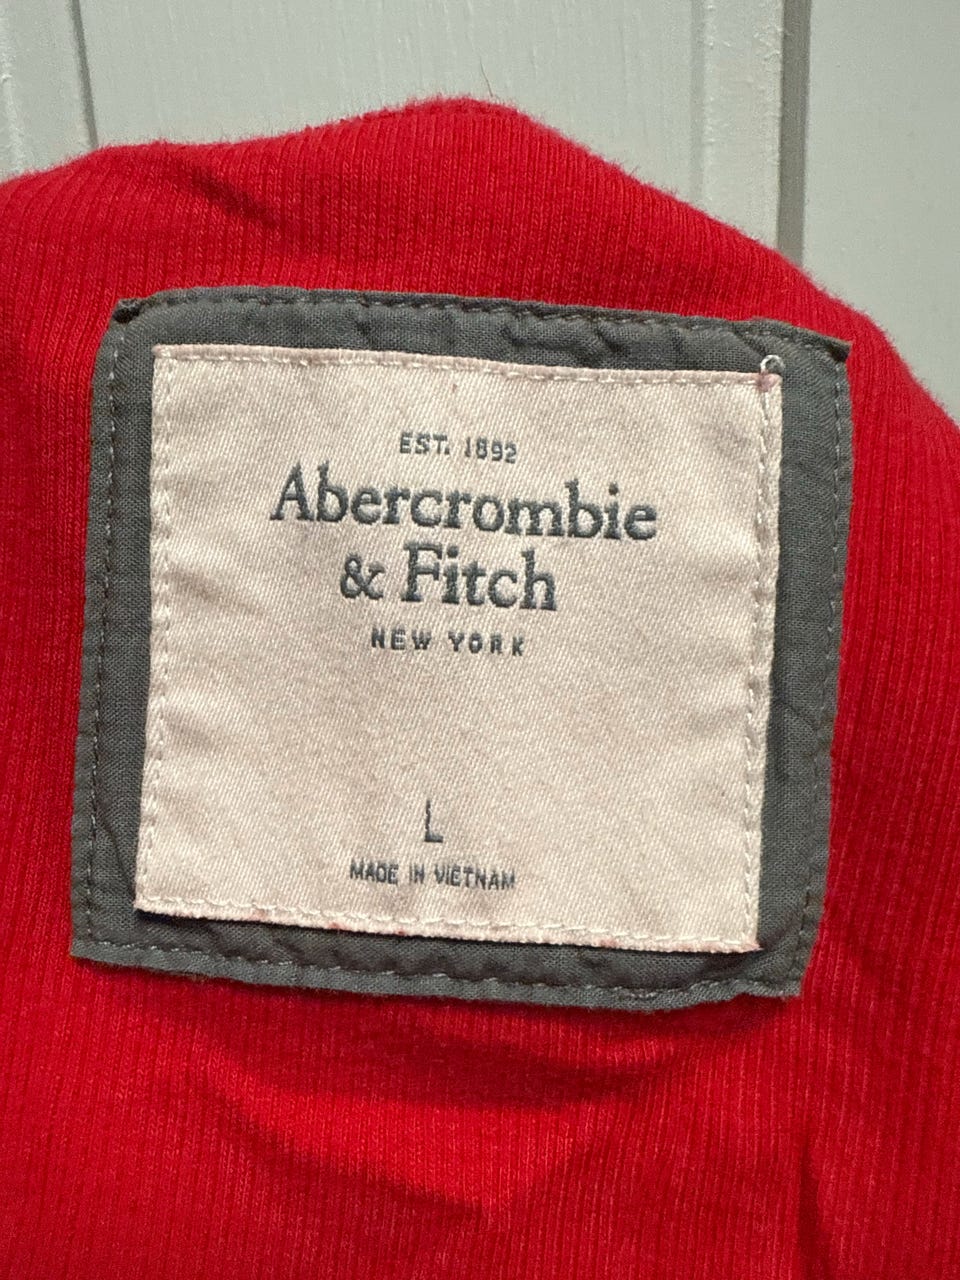 EST. 1892
Abercrombie
& Fitch
NEW YORK
L
MADE IN VIETNAM